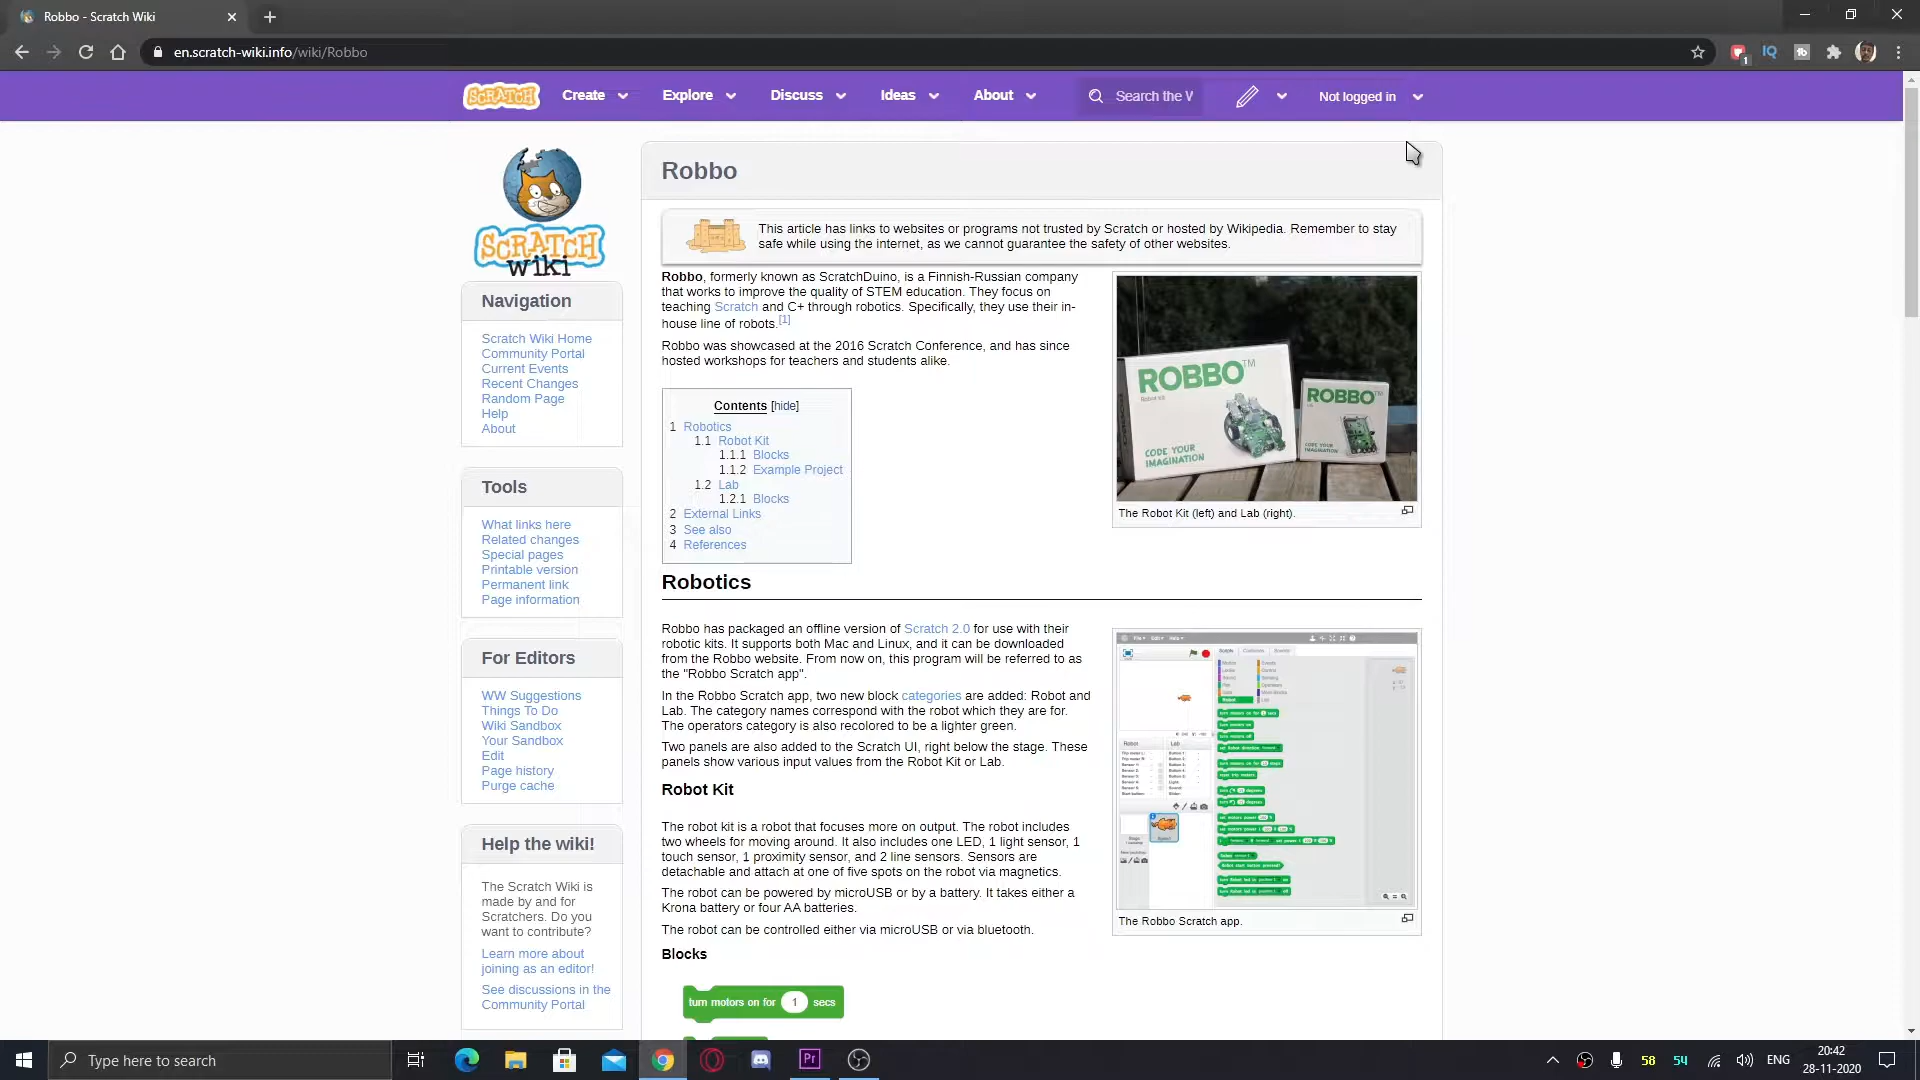 Robbo - Scratch Wiki
en.scratch-wiki.info/wiki/Robbo
1
SCRATCH
Create
Explore
Discuss
Ideas
About
Search the W
Not logged in
SCRATCH
wiki
Navigation
Scratch Wiki Home
Community Portal
Current Events
Recent Changes
Random Page
Help
About
Tools
What links here
Related changes
Special pages
Printable version
Permanent link
Page information
For Editors
WW Suggestions
Things To Do
Wiki Sandbox
Your Sandbox
Edit
Page history
Purge cache
Help the wiki!
The Scratch Wiki is
made by and for
Scratchers. Do you
want to contribute?
Learn more about
joining as an editor!
See discussions in the
Community Portal
Robbo
This article has links to websites or programs not trusted by Scratch or hosted by Wikipedia. Remember to stay
safe while using the internet, as we cannot guarantee the safety of other websites.
Robbo, formerly known as ScratchDuino, is a Finnish-Russian company
that works to improve the quality of STEM education. They focus on
teaching Scratch and C+ through robotics. Specifically, they use their in-
house line of robots.[1]
Robbo was showcased at the 2016 Scratch Conference, and has since
hosted workshops for teachers and students alike.
ROBBO™
Robot Kit
CODE YOUR
IMAGINATION
ROBBO™
CODE YOUR
IMAGINATION
The Robot Kit (left) and Lab (right).
Contents [hide]
1 Robotics
1.1 Robot Kit
1.1.1 Blocks
1.1.2 Example Project
1.2 Lab
1.2.1 Blocks
2 External Links
3 See also
4 References
Robotics
Robbo has packaged an offline version of Scratch 2.0 for use with their
robotic kits. It supports both Mac and Linux, and it can be downloaded
from the Robbo website. From now on, this program will be referred to as
the "Robbo Scratch app".
In the Robbo Scratch app, two new block categories are added: Robot and
Lab. The category names correspond with the robot which they are for.
The operators category is also recolored to be a lighter green.
Two panels are also added to the Scratch UI, right below the stage. These
panels show various input values from the Robot Kit or Lab.
The Robbo Scratch app.
Robot Kit
The robot kit is a robot that focuses more on output. The robot includes
two wheels for moving around. It also includes one LED, 1 light sensor, 1
touch sensor, 1 proximity sensor, and 2 line sensors. Sensors are
detachable and attach at one of five spots on the robot via magnetics.
The robot can be powered by microUSB or by a battery. It takes either a
Krona battery or four AA batteries.
The robot can be controlled either via microUSB or via bluetooth.
Blocks
turn motors on for 1 secs
Type here to search
58
54
ENG
20:42
28-11-2020